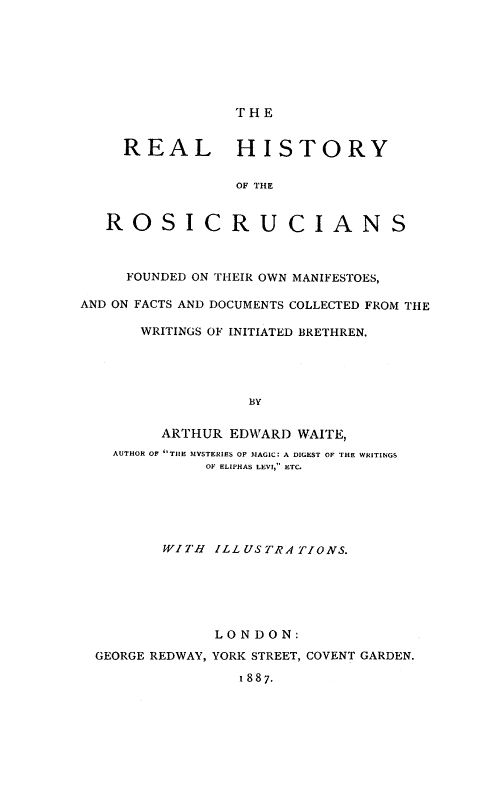 THE
REAL HISTORY
OF THE
ROSICRUCIANS
FOUNDED ON THEIR OWN MANIFESTOES,
AND ON FACTS AND DOCUMENTS COLLECTED FROM THE
WRITINGS OF INITIATED BRETHREN.
BY
ARTHUR EDWARD WAITE,
AUTHOR OF "THE MYSTERIES OF MAGIC: A DIGEST OF THE WRITINGS
OF ELIPHAS LEVI," ETC.
WITH ILLUSTRATIONS.
LONDON:
GEORGE REDWAY, YORK STREET, COVENT GARDEN.
1887.